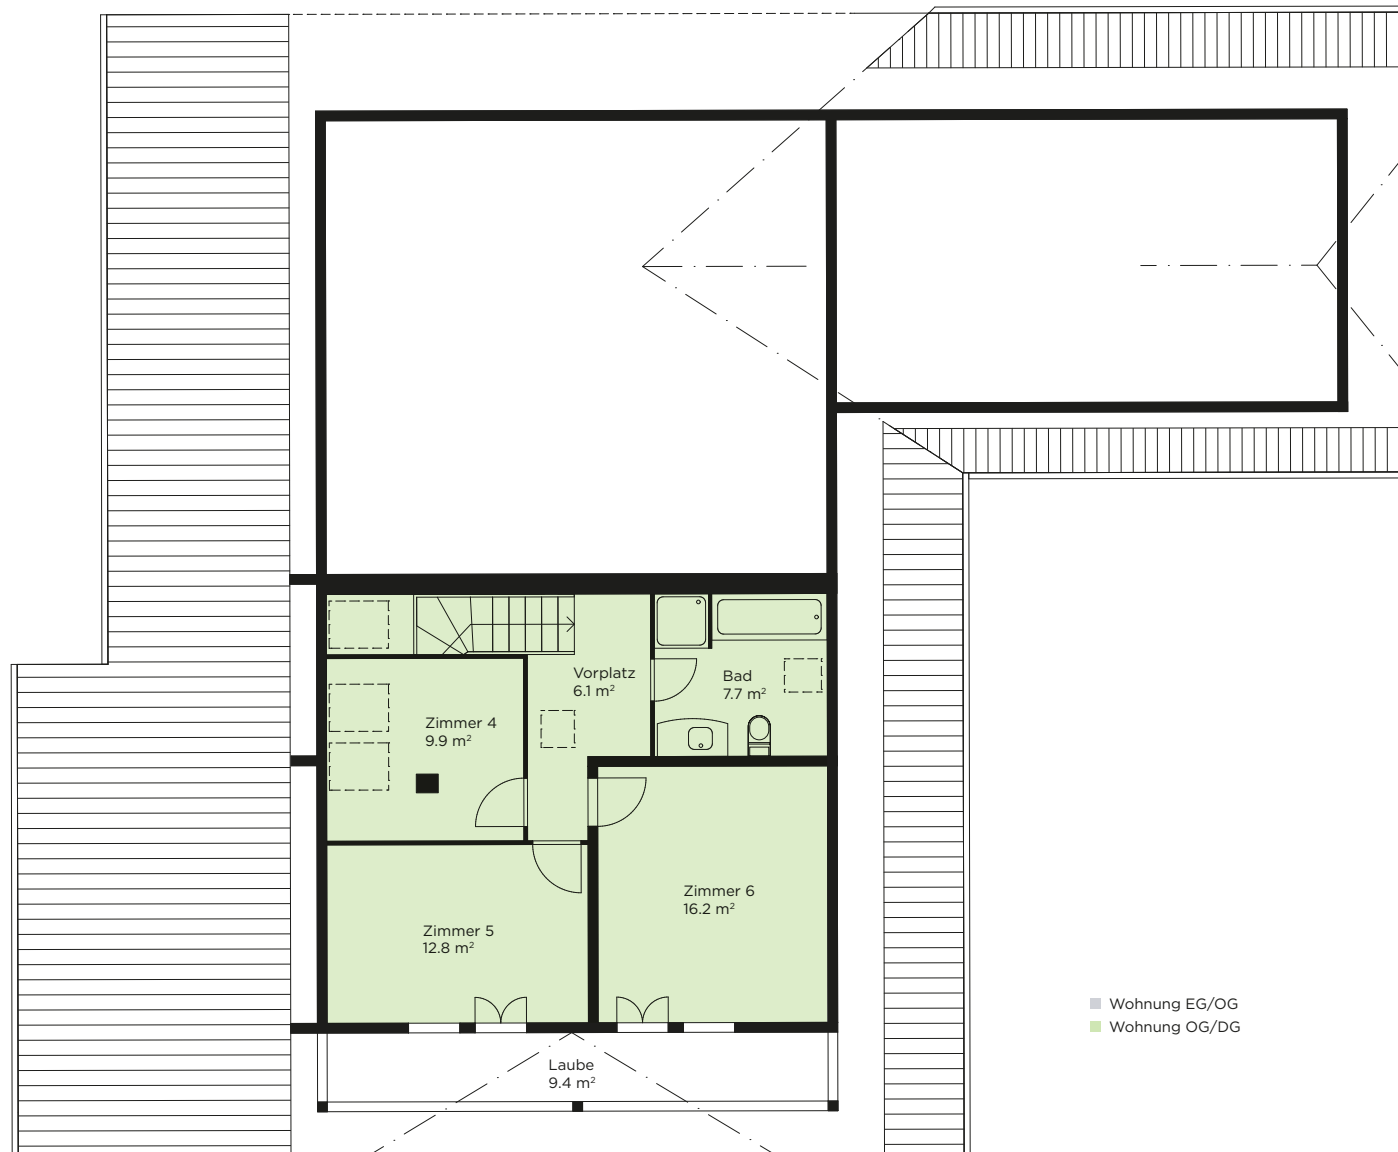 Vorplatz
6.1 m²
Bad
7.7 m²
Zimmer 4
9.9 m²
Zimmer 6
16.2 m²
Zimmer 5
12.8 m²
Wohnung EG/OG
Wohnung OG/DG
Laube
9.4 m²